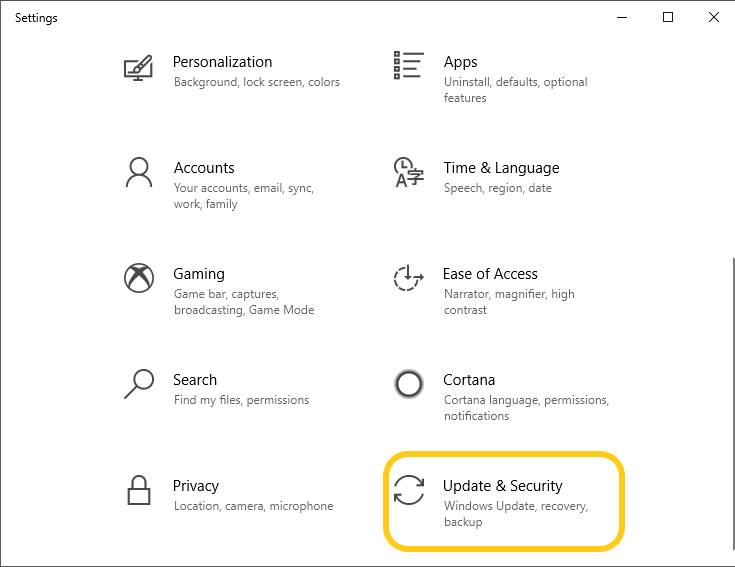 Settings
Personalization
Background, lock screen, colors
Apps
Uninstall, defaults, optional
features
Accounts
Your accounts, email, sync,
work, family
A字
Time & Language
Speech, region, date
Gaming
Game bar, captures,
broadcasting, Game Mode
Ease of Access
Narrator, magnifier, high
contrast
Search
Find my files, permissions
Cortana
Cortana language, permissions,
notifications
Privacy
Location, camera, microphone
Update & Security
Windows Update, recovery,
backup